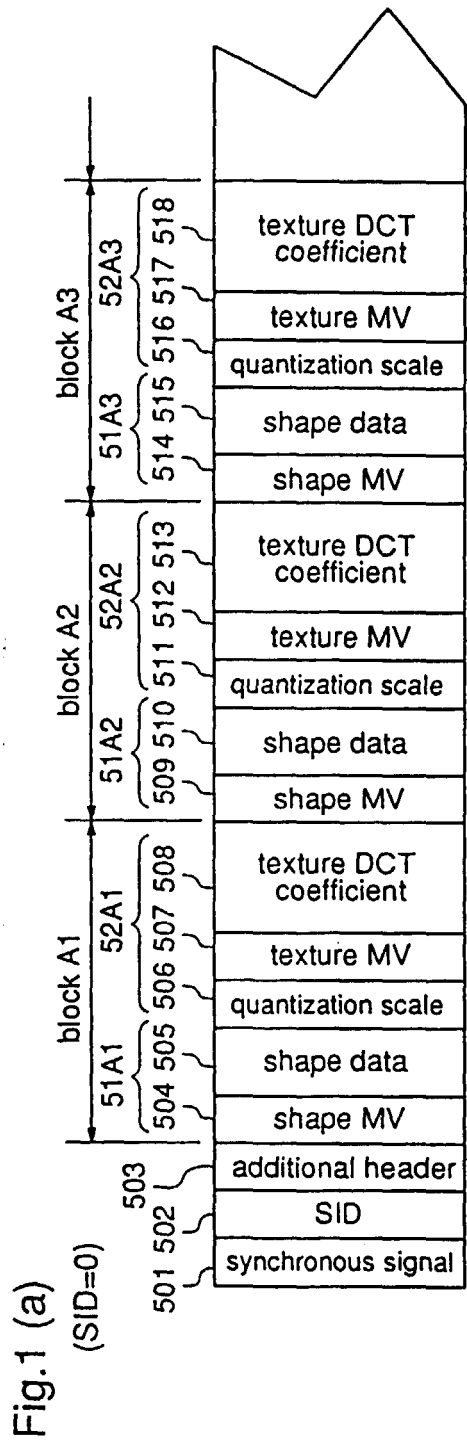 Fig.1 (a)
(SID=0)
block A1
block A2
block A3
51A1
52A1
51A2
52A2
51A3
52A3
501
502
503
504
505
506
507
508
509
510
511
512
513
514
515
516
517
518
synchronous signal
SID
additional header
shape MV
shape data
quantization scale
texture MV
texture DCT
coefficient
shape MV
shape data
quantization scale
texture MV
texture DCT
coefficient
shape MV
shape data
quantization scale
texture MV
texture DCT
coefficient